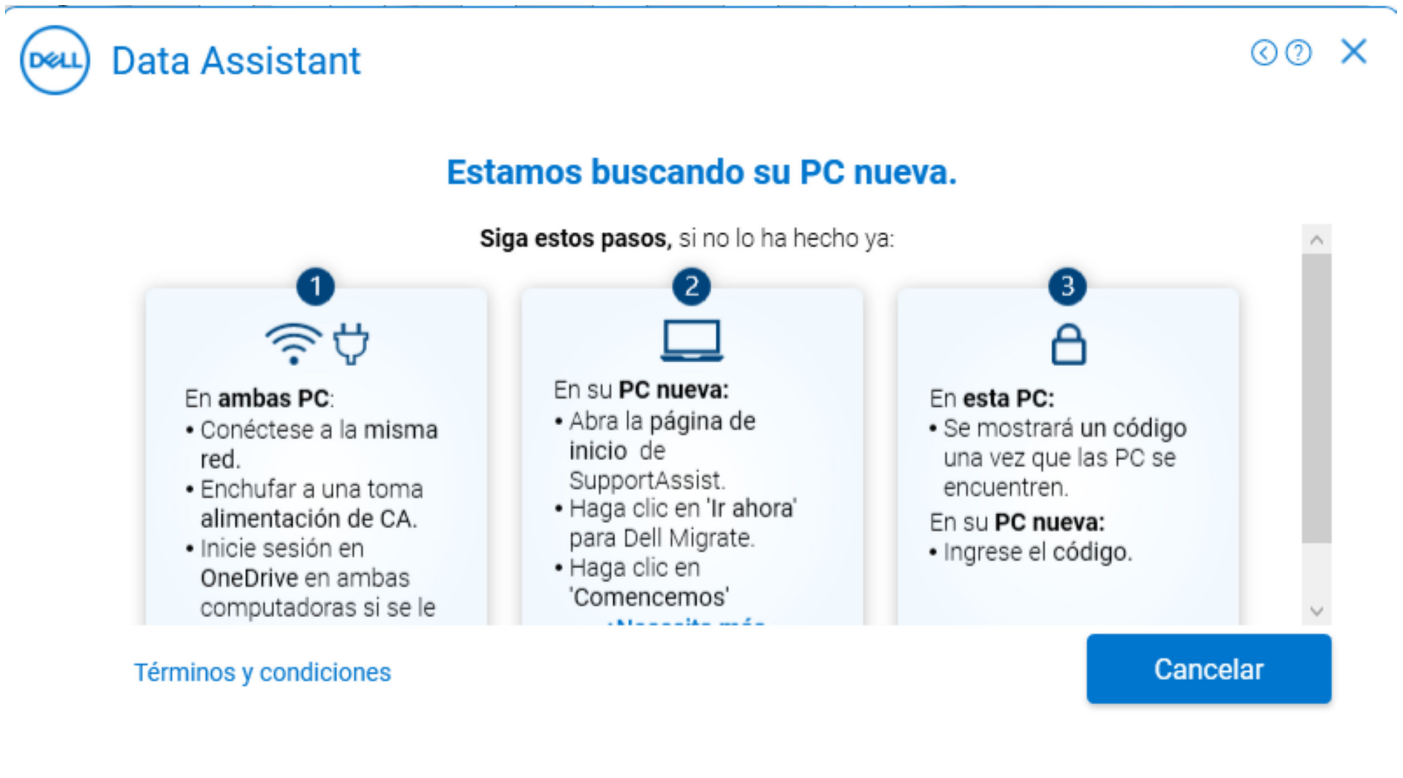 DELL
Data Assistant
Estamos buscando su PC nueva.
Siga estos pasos, si no lo ha hecho ya:
1
En ambas PC:
• Conéctese a la misma
red.
• Enchufar a una toma
alimentación de CA.
• Inicie sesión en
OneDrive en ambas
computadoras si se le
2
En su PC nueva:
• Abra la página de
inicio de
SupportAssist.
• Haga clic en 'Ir ahora'
para Dell Migrate.
• Haga clic en
'Comencemos'
3
En esta PC:
• Se mostrará un código
una vez que las PC se
encuentren.
En su PC nueva:
• Ingrese el código.
Términos y condiciones
Cancelar